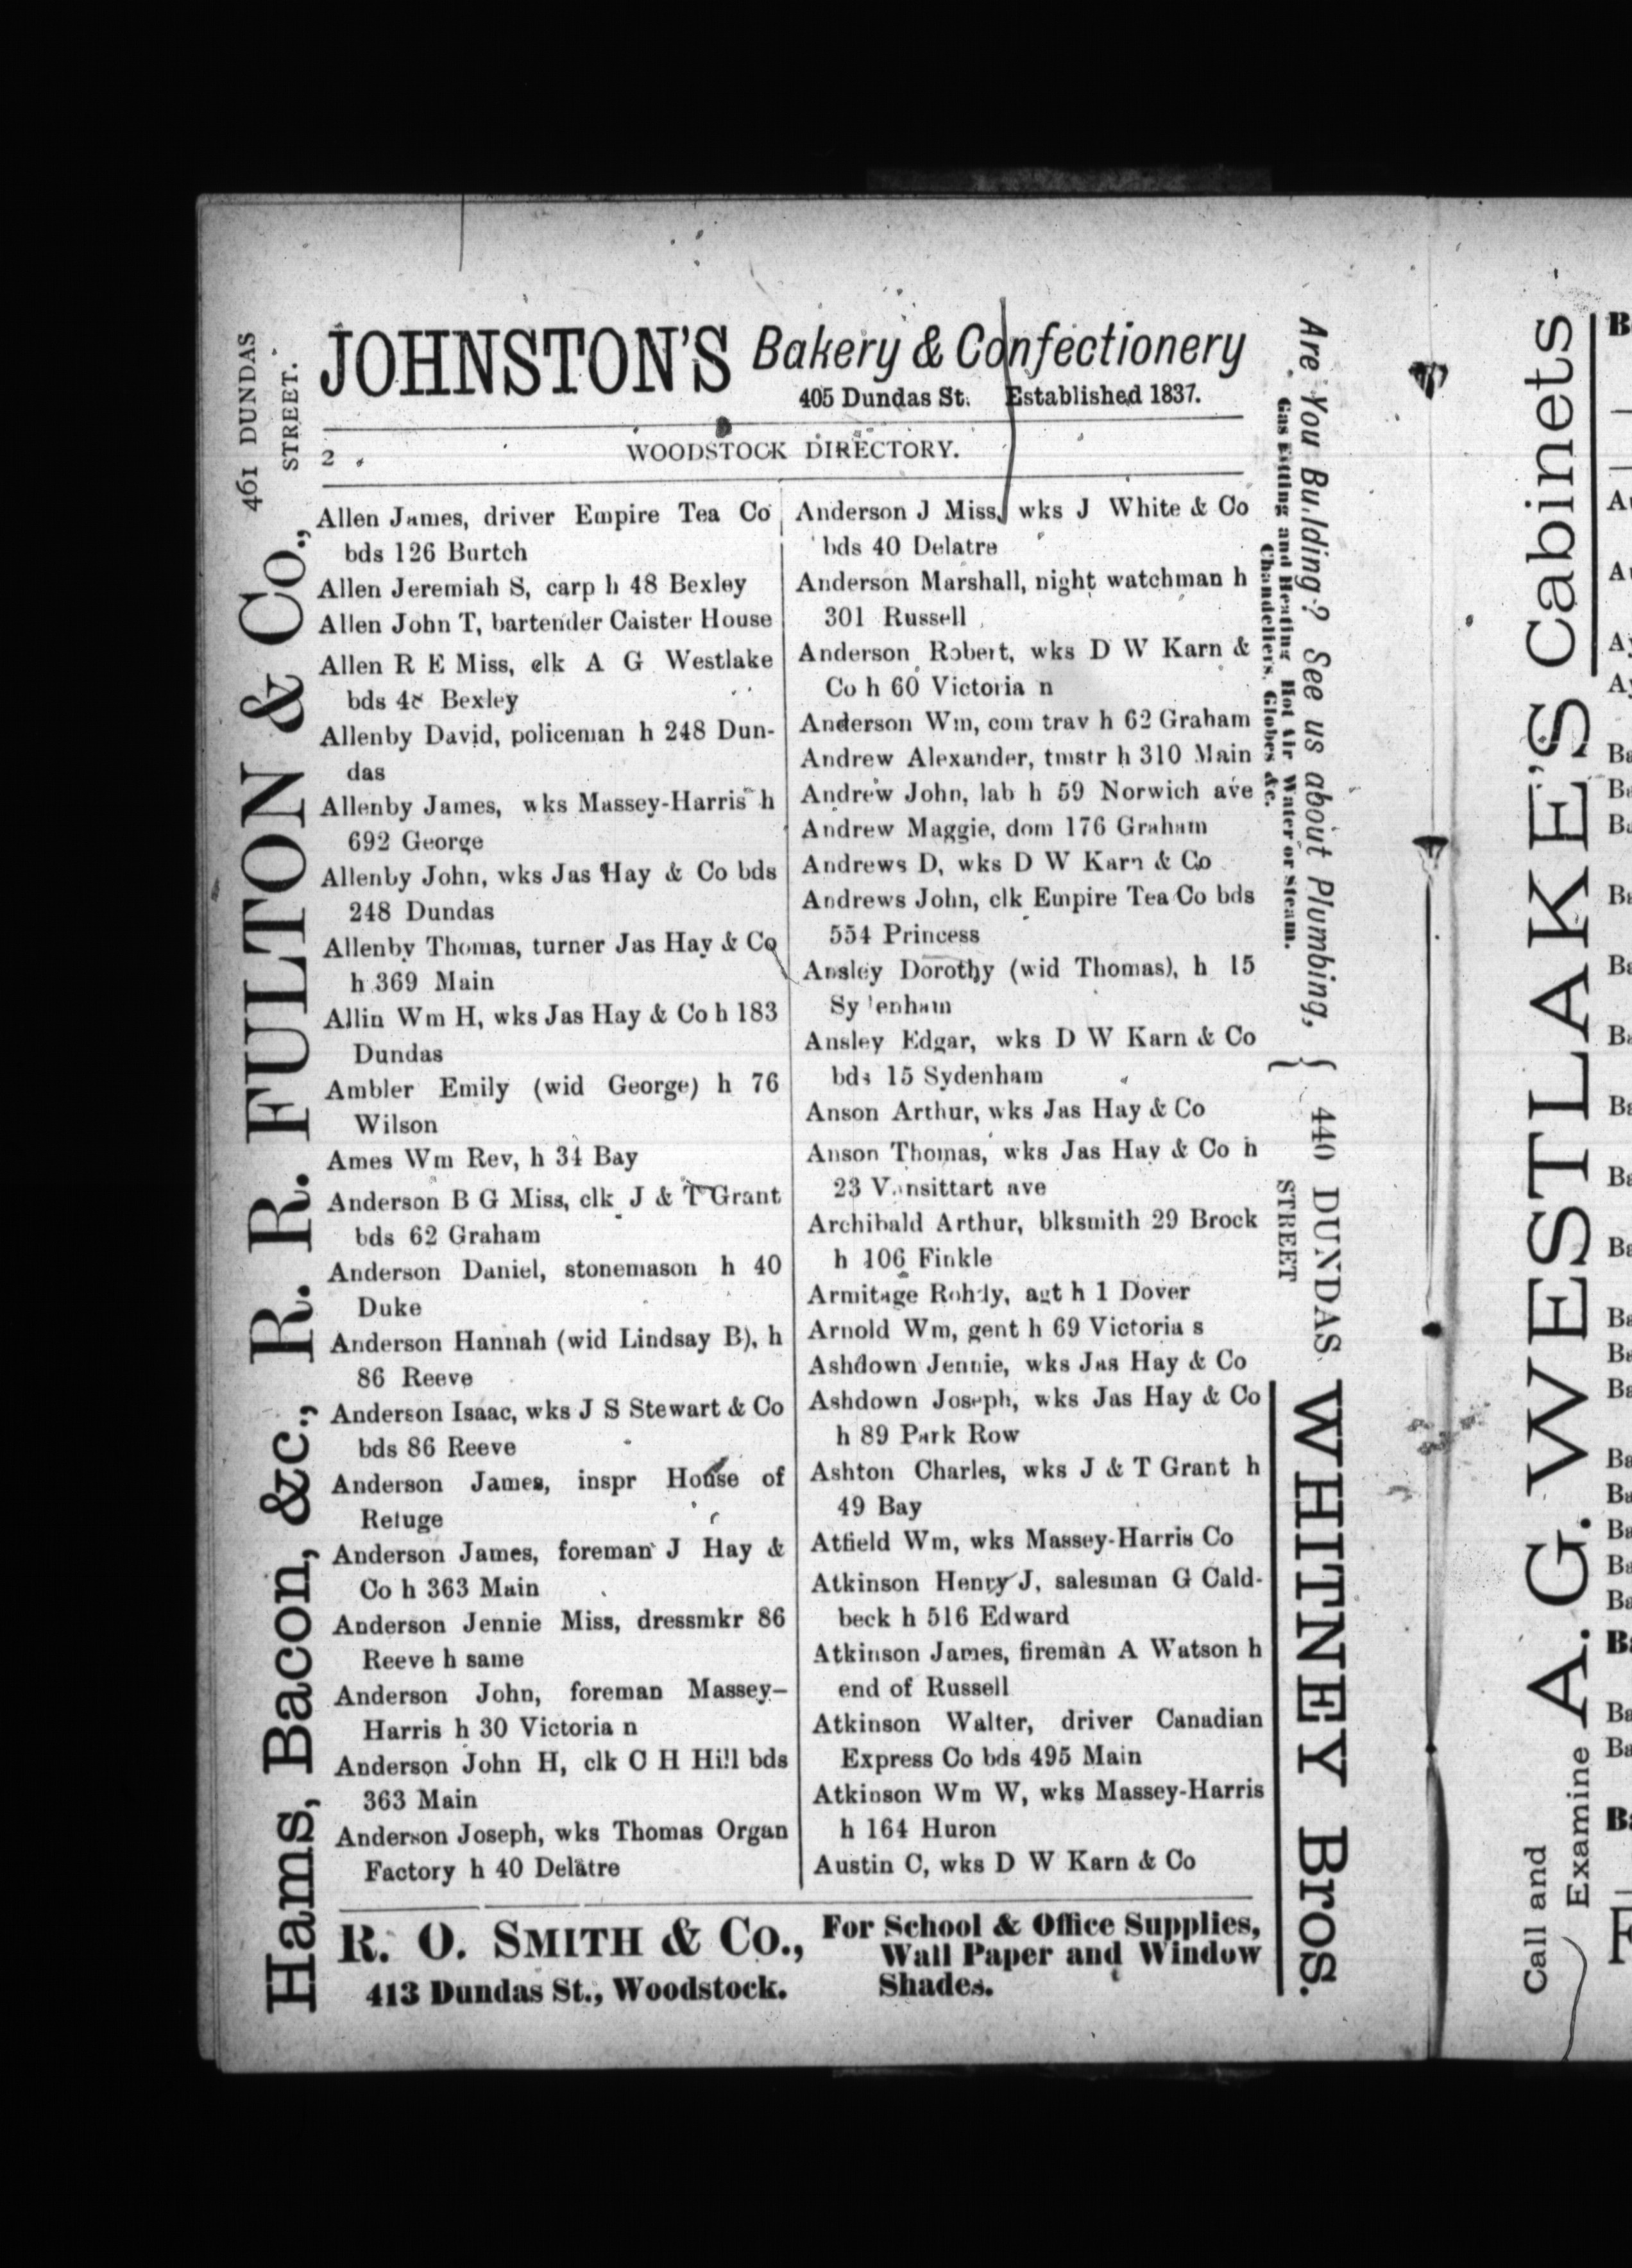 JOHNSTON'S Bakery & Confectionery
405 Dundas St. Established 1837.
2
WOODSTOCK DIRECTORY.
Allen James, driver Empire Tea Co
bds 126 Burtch
Allen Jeremiah S, carp h 48 Bexley
Allen John T, bartender Caister House
Allen R E Miss, clk A G Westlake
bds Bexley
Allenby David, policeman h 248 Dun-
das
Allenby James, wks Massey-Harris h
692 George
Allenby John, wks Jas Hay & Co bds
248 Dundas
Allenby Thomas, turner Jas Hay & Co
h 369 Main
Allin Wm H, wks Jas Hay & Co h 183
Dundas
Ambler Emily (wid George) h 76
Wilson
Ames Wm Rev, h 34 Bay
Anderson B G Miss, clk J & T Grant
bds 62 Graham
Anderson Daniel, stonemason h 40
Duke
Anderson Hannah (wid Lindsay B), h
86 Reeve
Anderson Isaac, wks J S Stewart & Co
bds 86 Reeve
Anderson James, inspr House of
Refuge
Anderson James, foreman J Hay &
Co h 363 Main
Anderson Jennie Miss, dressmkr 86
Reeve h same
Anderson John, foreman Massey-
Harris h 30 Victoria n
Anderson John H, clk C H Hill bds
363 Main
Anderson Joseph, wks Thomas Organ
Factory h 40 Delatre
Anderson J Miss, wks J White & Co
bds 40 Delatre
Anderson Marshall, night watchman h
301 Russell
Anderson Robert, wks D W Karn &
Co h 60 Victoria n
Anderson Wm, com trav h 62 Graham
Andrew Alexander, tmstr h 310 Main
Andrew John, lab h 59 Norwich ave
Andrew Maggie, dom 176 Graham
Andrews D, wks D W Karn & Co
Andrews John, clk Empire Tea Co bds
554 Princess
Ansley Dorothy (wid Thomas), h 15
Sydenham
Ansley Edgar, wks D W Karn & Co
bds 15 Sydenham
Anson Arthur, wks Jas Hay & Co
Anson Thomas, wks Jas Hay & Co h
23 Vansittart ave
Archibald Arthur, blksmith 29 Brock
h 106 Finkle
Armitage agt h 1 Dover
Arnold Wm, gent h 69 Victoria s
Ashdown Jennie, wks Jas Hay & Co
Ashdown Joseph, wks Jas Hay & Co
h 89 Park Row
Ashton Charles, wks J & T Grant h
49 Bay
Atfield Wm, wks Massey-Harris Co
Atkinson Henry J, salesman G Cald-
beck h 516 Edward
Atkinson James, fireman A Watson h
end of Russell
Atkinson Walter, driver Canadian
Express Co bds 495 Main
Atkinson Wm W, wks Massey-Harris
h 164 Huron
Austin C, wks D W Karn & Co
R. O. SMITH & CO.,
413 Dundas St., Woodstock.
For School & Office Supplies,
Wall Paper and Window
Shades.
Hams, Bacon, &c., R. R. FULTON & Co.,
461 DUNDAS
STREET.
Are You Building? See us about Plumbing,
Gas Fitting and Heating Hot Air Water or Steam.
Chandeliers, Globes &c.
440 DUNDAS
STREET
WHITNEY Bros.
Call and
Examine
A. G. WESTLAKE'S Cabinets